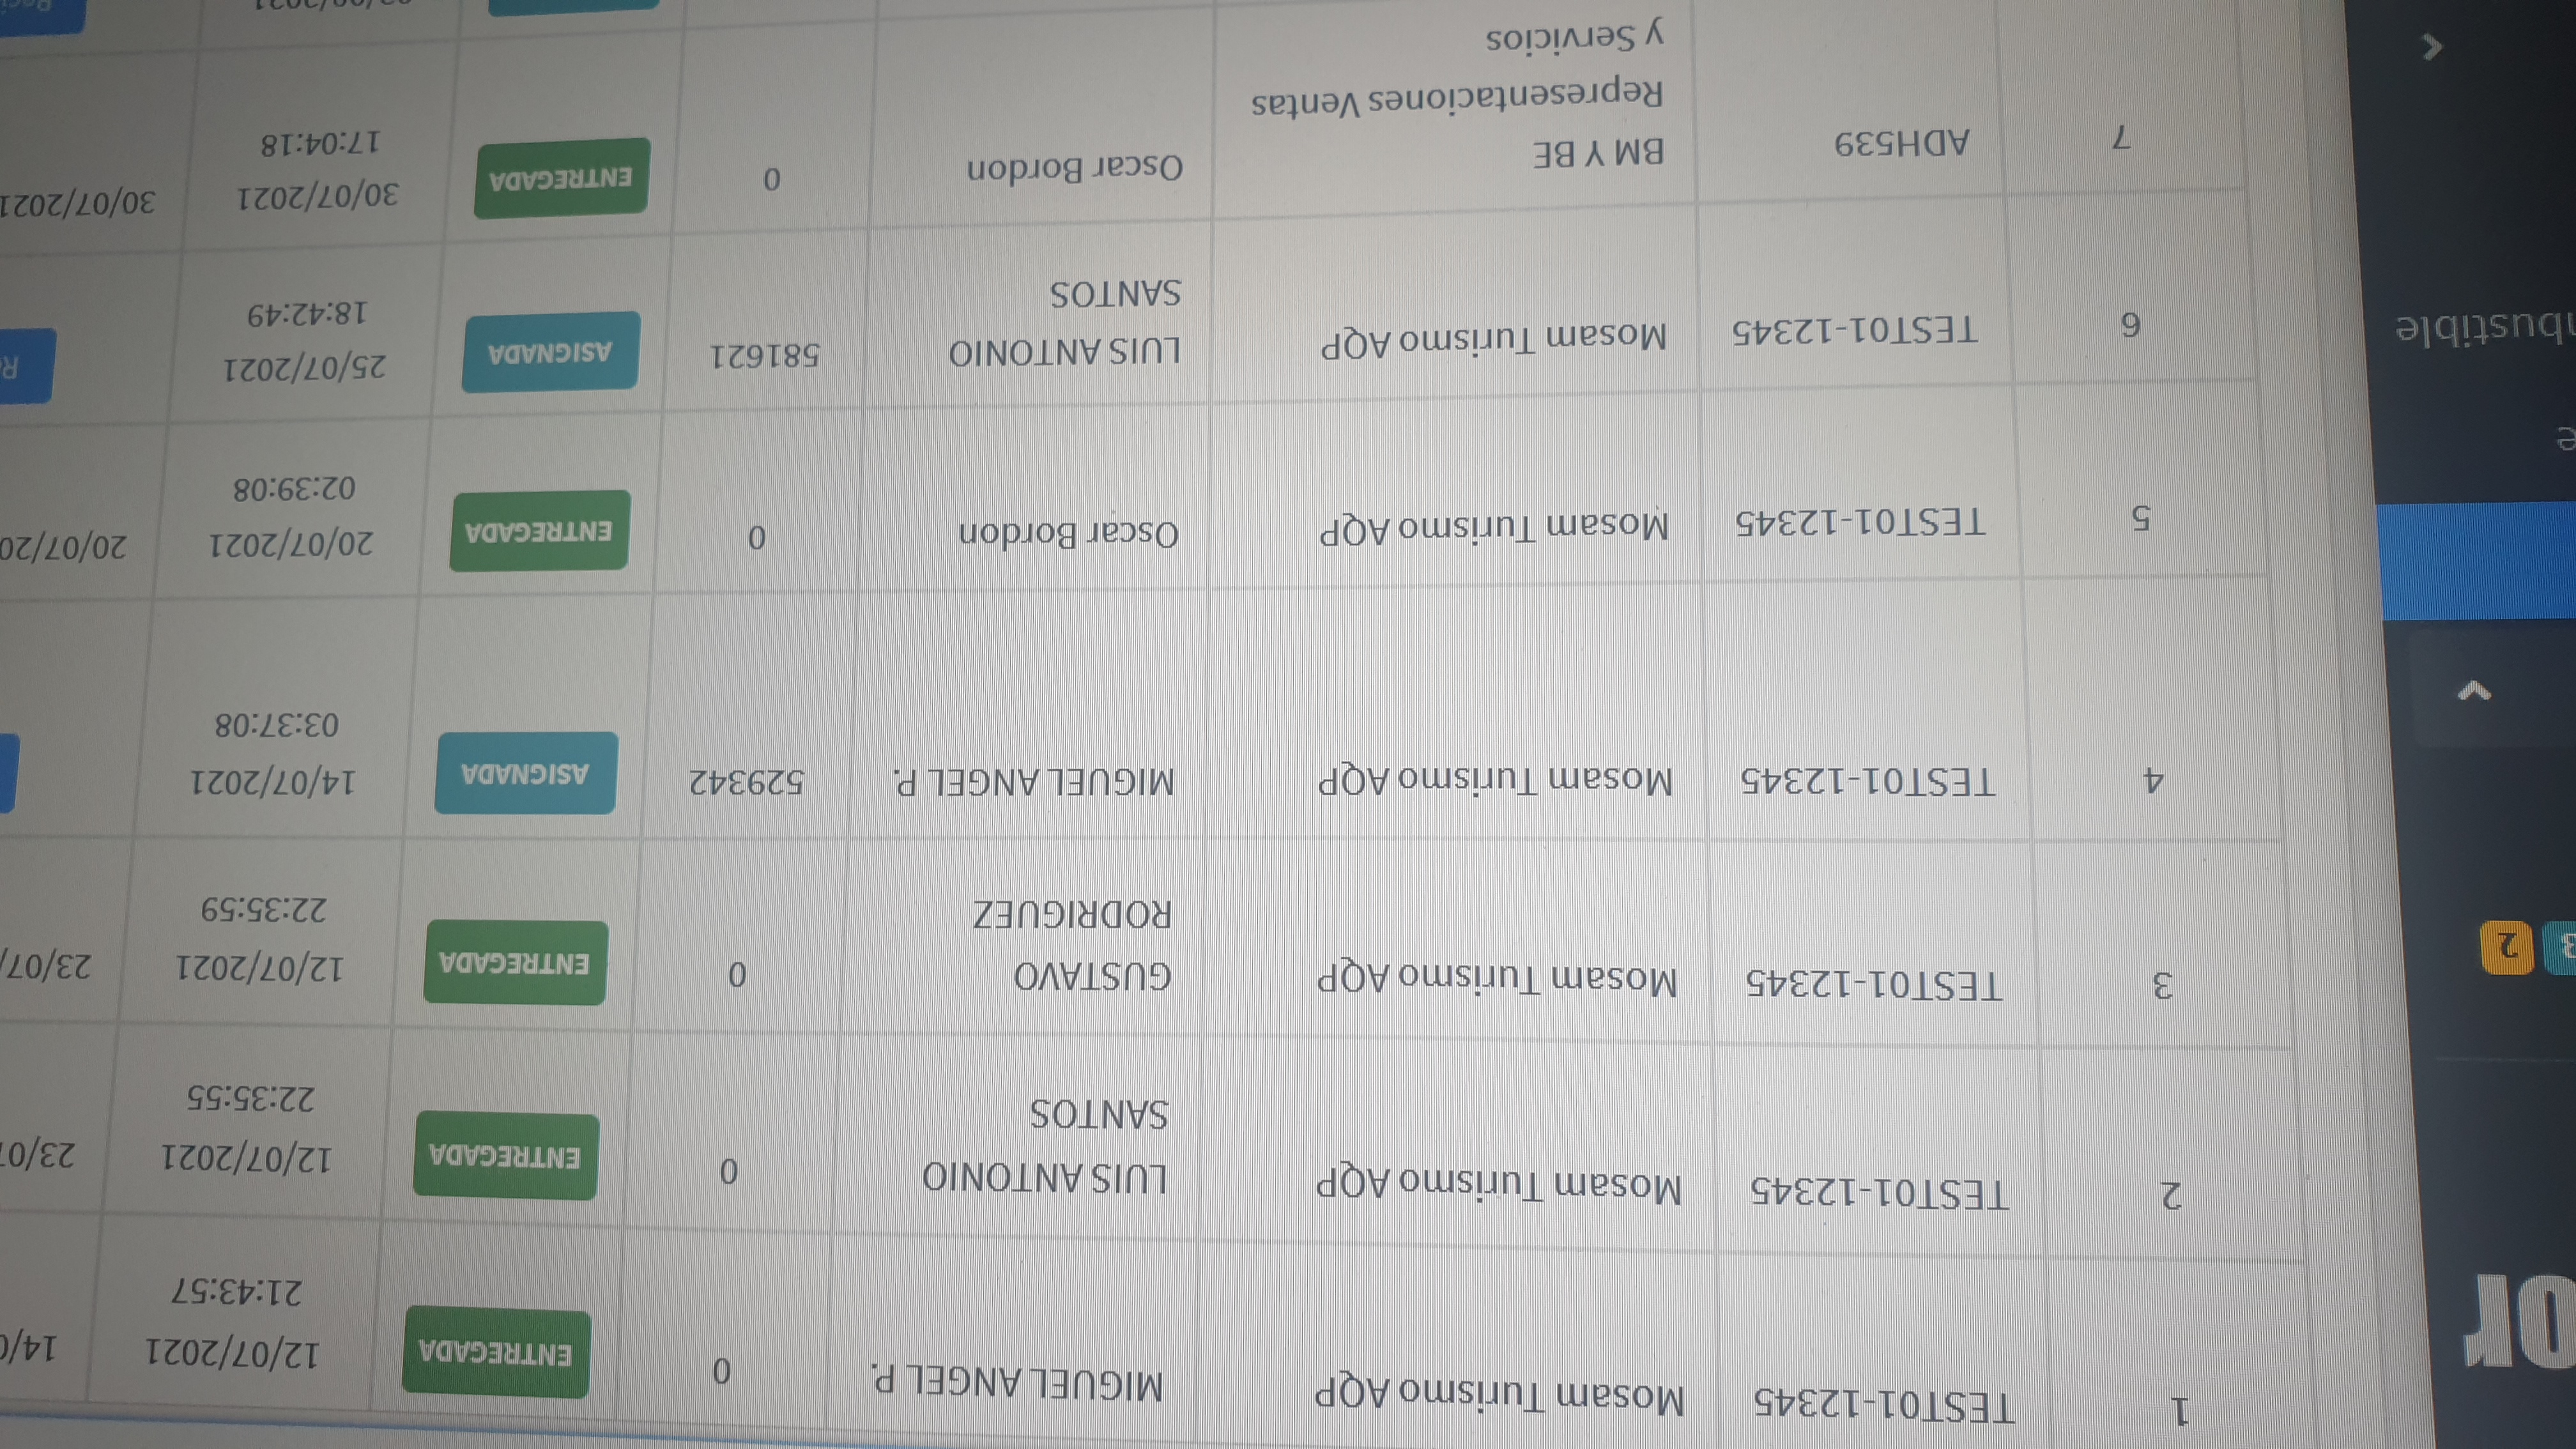 or
3 2
e
bustible
1 TEST01-12345 Mosam Turismo AQP MIGUEL ANGEL P. 0 ENTREGADA 12/07/2021 14/0
21:43:57
2 TEST01-12345 Mosam Turismo AQP LUIS ANTONIO 0 ENTREGADA 12/07/2021 23/07
SANTOS 22:35:55
3 TEST01-12345 Mosam Turismo AQP GUSTAVO 0 ENTREGADA 12/07/2021 23/07/
RODRIGUEZ 22:35:59
4 TEST01-12345 Mosam Turismo AQP MIGUEL ANGEL P. 529342 ASIGNADA 14/07/2021
03:37:08
5 TEST01-12345 Mosam Turismo AQP Oscar Bordon 0 ENTREGADA 20/07/2021 20/07/20
02:39:08
6 TEST01-12345 Mosam Turismo AQP LUIS ANTONIO 581621 ASIGNADA 25/07/2021 R
SANTOS 18:42:49
7 ADH539 BM Y BE Oscar Bordon 0 ENTREGADA 30/07/2021 30/07/2021
Representaciones Ventas 17:04:18
y Servicios